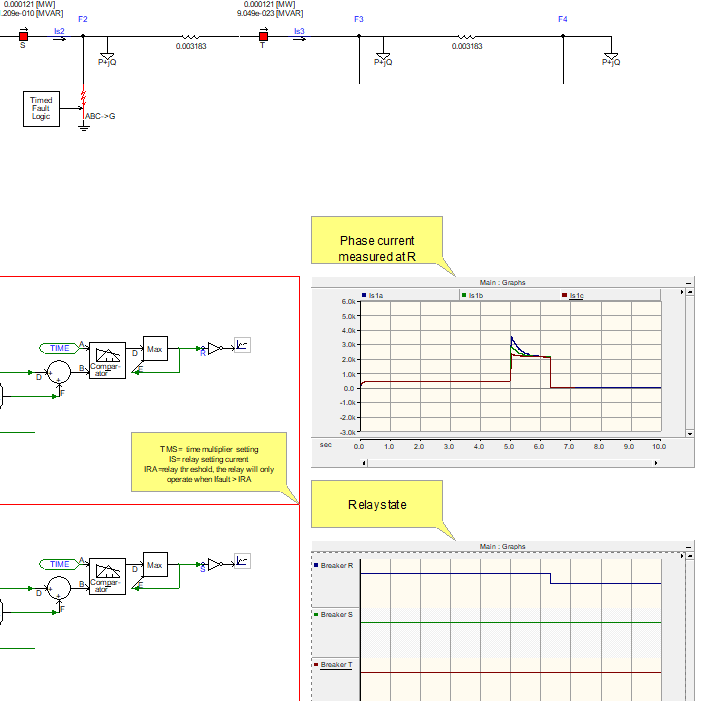 0.000121 [MW]
.209e-010 [MVAR]
0.000121 [MW]
9.049e-023 [MVAR]
F2
F3
F4
S
Is2
P+jQ
0.003183
T
Is3
P+jQ
0.003183
P+jQ
Timed
Fault
Logic
ABC->G
Phase current
measured at R
Main : Graphs
Is1a
Is1b
Is1c
6.0k
5.0k
4.0k
3.0k
2.0k
1.0k
0.0
-1.0k
-2.0k
-3.0k
sec
0.0
1.0
2.0
3.0
4.0
5.0
6.0
7.0
8.0
9.0
10.0
TIME
A
B
Compar-
ator
D
Max
E
R
D
F
TMS= time multiplier setting
IS= relay setting current
IRA=relay threshold, the relay will only
operate when Ifault > IRA
Relay state
Main : Graphs
Breaker R
Breaker S
Breaker T
TIME
A
B
Compar-
ator
D
Max
E
S
D
F